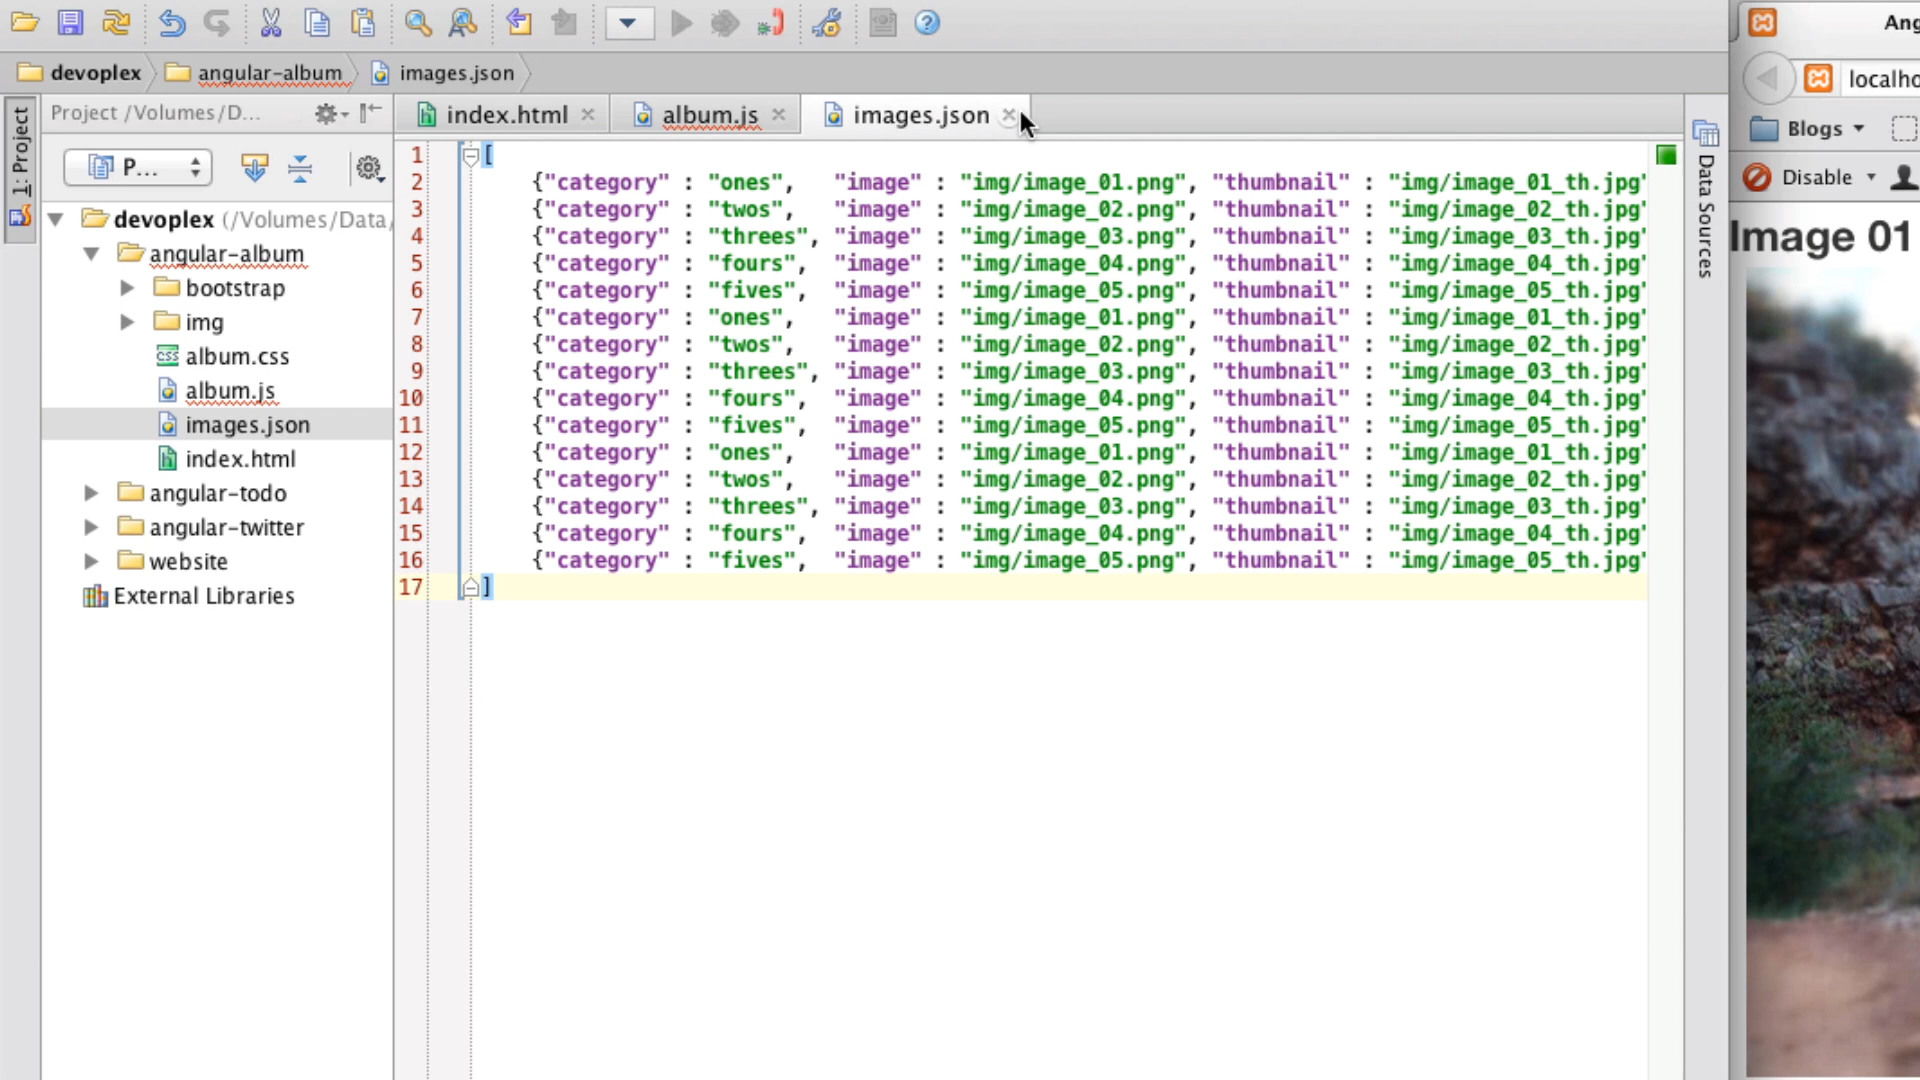 devoplex
angular-album
images.json
1: Project
Project /Volumes/D...
P...
devoplex (/Volumes/Data/
angular-album
bootstrap
img
album.css
album.js
images.json
index.html
angular-todo
angular-twitter
website
External Libraries
index.html
album.js
images.json
1 [
2 {"category" : "ones", "image" : "img/image_01.png", "thumbnail" : "img/image_01_th.jpg"
3 {"category" : "twos", "image" : "img/image_02.png", "thumbnail" : "img/image_02_th.jpg"
4 {"category" : "threes", "image" : "img/image_03.png", "thumbnail" : "img/image_03_th.jpg"
5 {"category" : "fours", "image" : "img/image_04.png", "thumbnail" : "img/image_04_th.jpg"
6 {"category" : "fives", "image" : "img/image_05.png", "thumbnail" : "img/image_05_th.jpg"
7 {"category" : "ones", "image" : "img/image_01.png", "thumbnail" : "img/image_01_th.jpg"
8 {"category" : "twos", "image" : "img/image_02.png", "thumbnail" : "img/image_02_th.jpg"
9 {"category" : "threes", "image" : "img/image_03.png", "thumbnail" : "img/image_03_th.jpg"
10 {"category" : "fours", "image" : "img/image_04.png", "thumbnail" : "img/image_04_th.jpg"
11 {"category" : "fives", "image" : "img/image_05.png", "thumbnail" : "img/image_05_th.jpg"
12 {"category" : "ones", "image" : "img/image_01.png", "thumbnail" : "img/image_01_th.jpg"
13 {"category" : "twos", "image" : "img/image_02.png", "thumbnail" : "img/image_02_th.jpg"
14 {"category" : "threes", "image" : "img/image_03.png", "thumbnail" : "img/image_03_th.jpg"
15 {"category" : "fours", "image" : "img/image_04.png", "thumbnail" : "img/image_04_th.jpg"
16 {"category" : "fives", "image" : "img/image_05.png", "thumbnail" : "img/image_05_th.jpg"
17 ]
Data Sources
Ang
localho
Blogs
Disable
Image 01